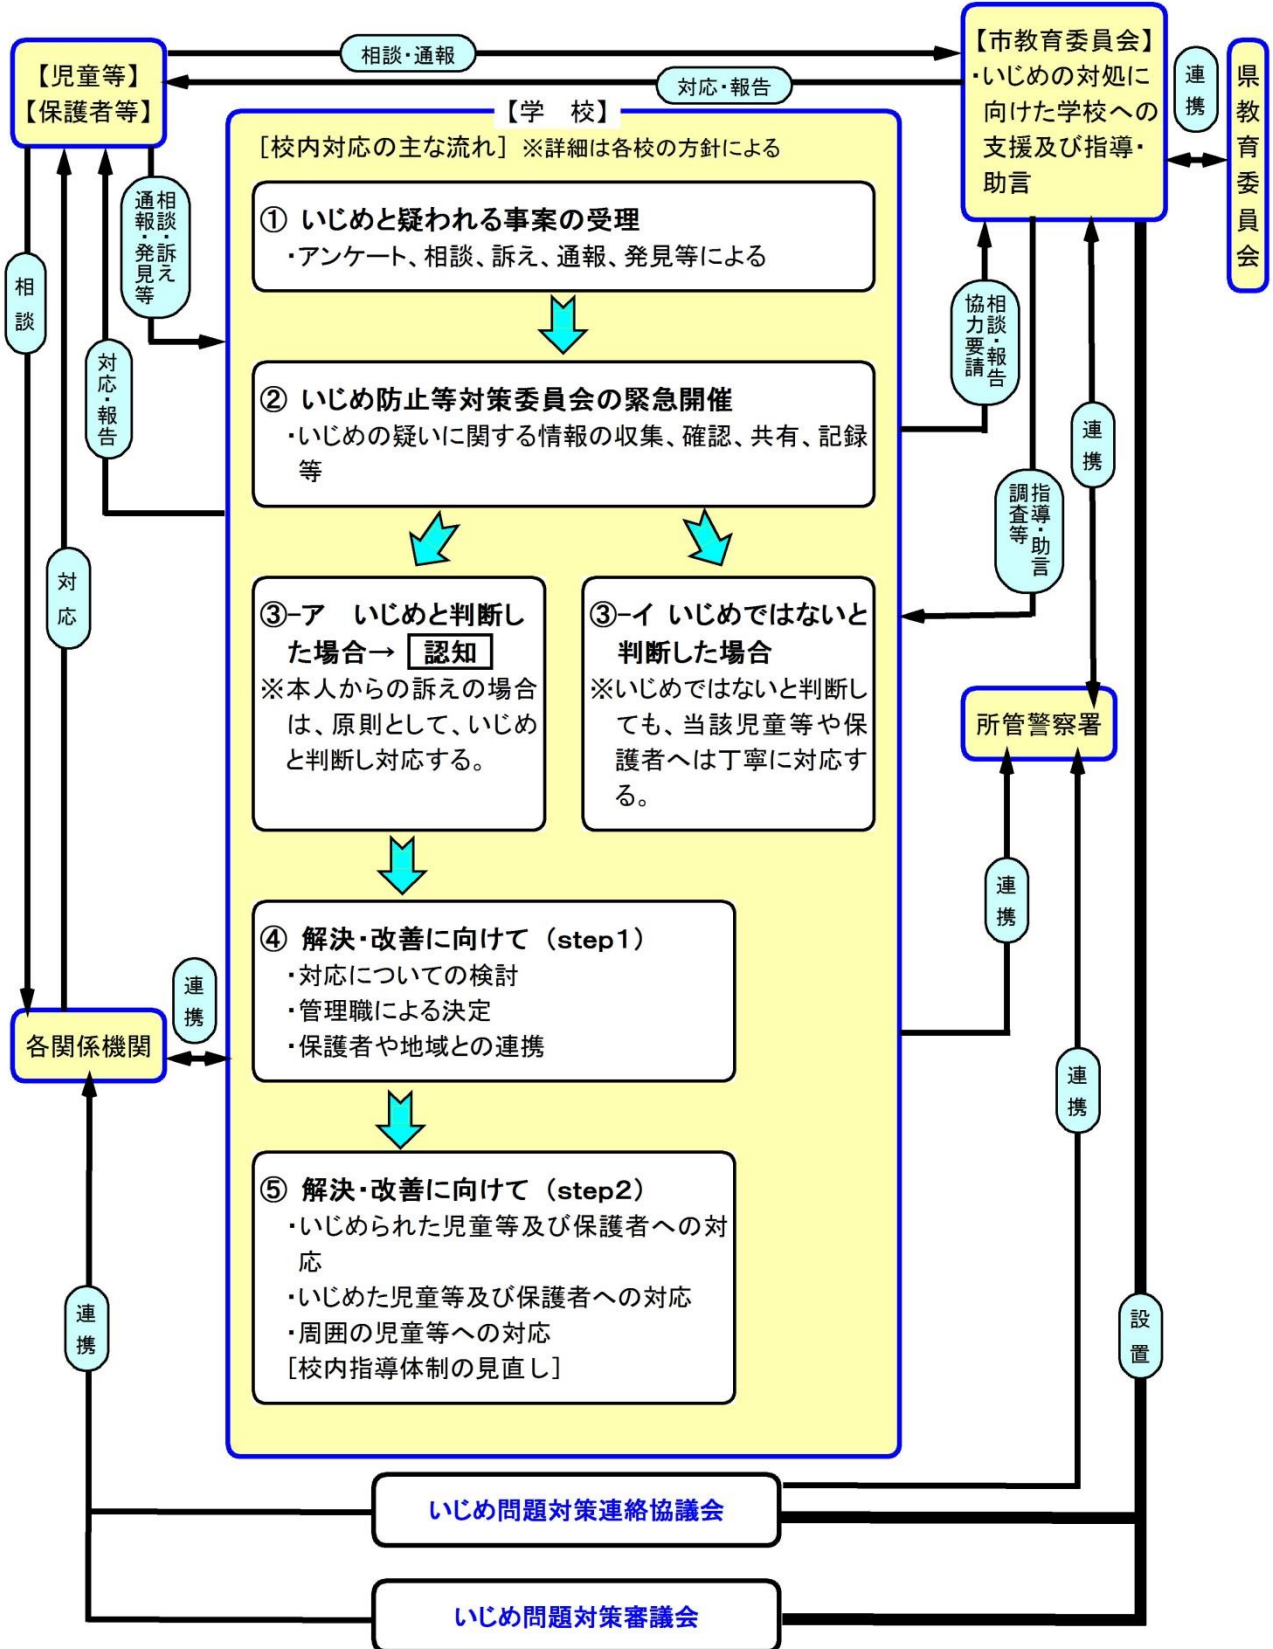 【児童等】
【保護者等】
相談・通報
対応・報告
【市教育委員会】
・いじめの対処に
向けた学校への
支援及び指導・
助言
連携
県教育委員会
【学　校】
[校内対応の主な流れ] ※詳細は各校の方針による
① いじめと疑われる事案の受理
・アンケート、相談、訴え、通報、発見等による
② いじめ防止等対策委員会の緊急開催
・いじめの疑いに関する情報の収集、確認、共有、記録
等
③-ア　いじめと判断し
た場合→ 認知
※本人からの訴えの場合
は、原則として、いじめ
と判断し対応する。
③-イ いじめではないと
判断した場合
※いじめではないと判断し
ても、当該児童等や保
護者へは丁寧に対応す
る。
④ 解決・改善に向けて（step1）
・対応についての検討
・管理職による決定
・保護者や地域との連携
⑤ 解決・改善に向けて（step2）
・いじめられた児童等及び保護者への対
応
・いじめた児童等及び保護者への対応
・周囲の児童等への対応
[校内指導体制の見直し]
相談・訴え
通報・発見等
相談
対応・報告
対応
相談・報告
協力要請
指導・助言
調査等
連携
所管警察署
連携
連携
各関係機関
連携
連携
設置
いじめ問題対策連絡協議会
いじめ問題対策審議会